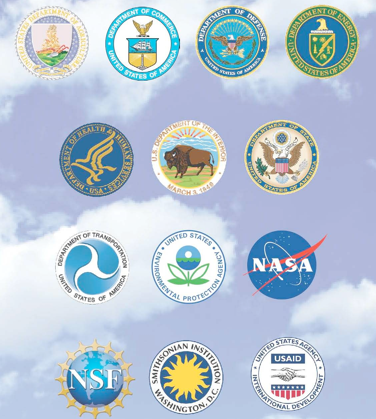 DEPARTMENT OF COMMERCE
UNITED STATES OF AMERICA
DEPARTMENT OF DEFENSE
UNITED STATES OF AMERICA
DEPARTMENT OF ENERGY
UNITED STATES OF AMERICA
DEPARTMENT OF HEALTH & HUMAN SERVICES · USA
U.S. DEPARTMENT OF THE INTERIOR
MARCH 3, 1849
DEPARTMENT OF STATE
UNITED STATES OF AMERICA
DEPARTMENT OF TRANSPORTATION
UNITED STATES OF AMERICA
UNITED STATES
ENVIRONMENTAL PROTECTION AGENCY
NASA
NSF
SMITHSONIAN INSTITUTION
WASHINGTON, D.C.
UNITED STATES AGENCY
USAID
INTERNATIONAL DEVELOPMENT